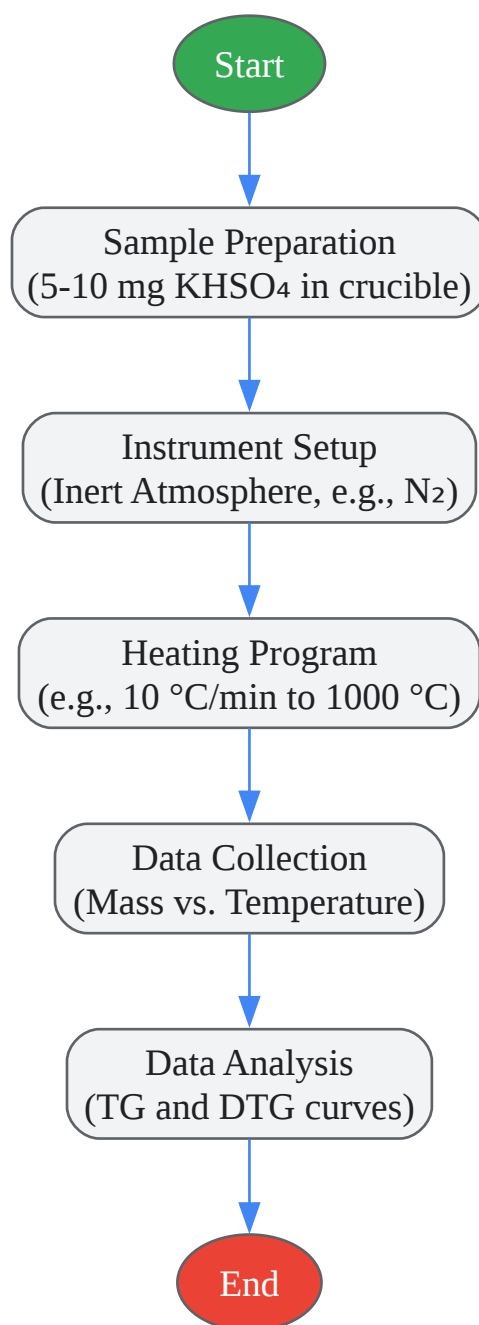 Start
Sample Preparation
(5-10 mg KHSO₄ in crucible)
Instrument Setup
(Inert Atmosphere, e.g., N₂)
Heating Program
(e.g., 10 °C/min to 1000 °C)
Data Collection
(Mass vs. Temperature)
Data Analysis
(TG and DTG curves)
End